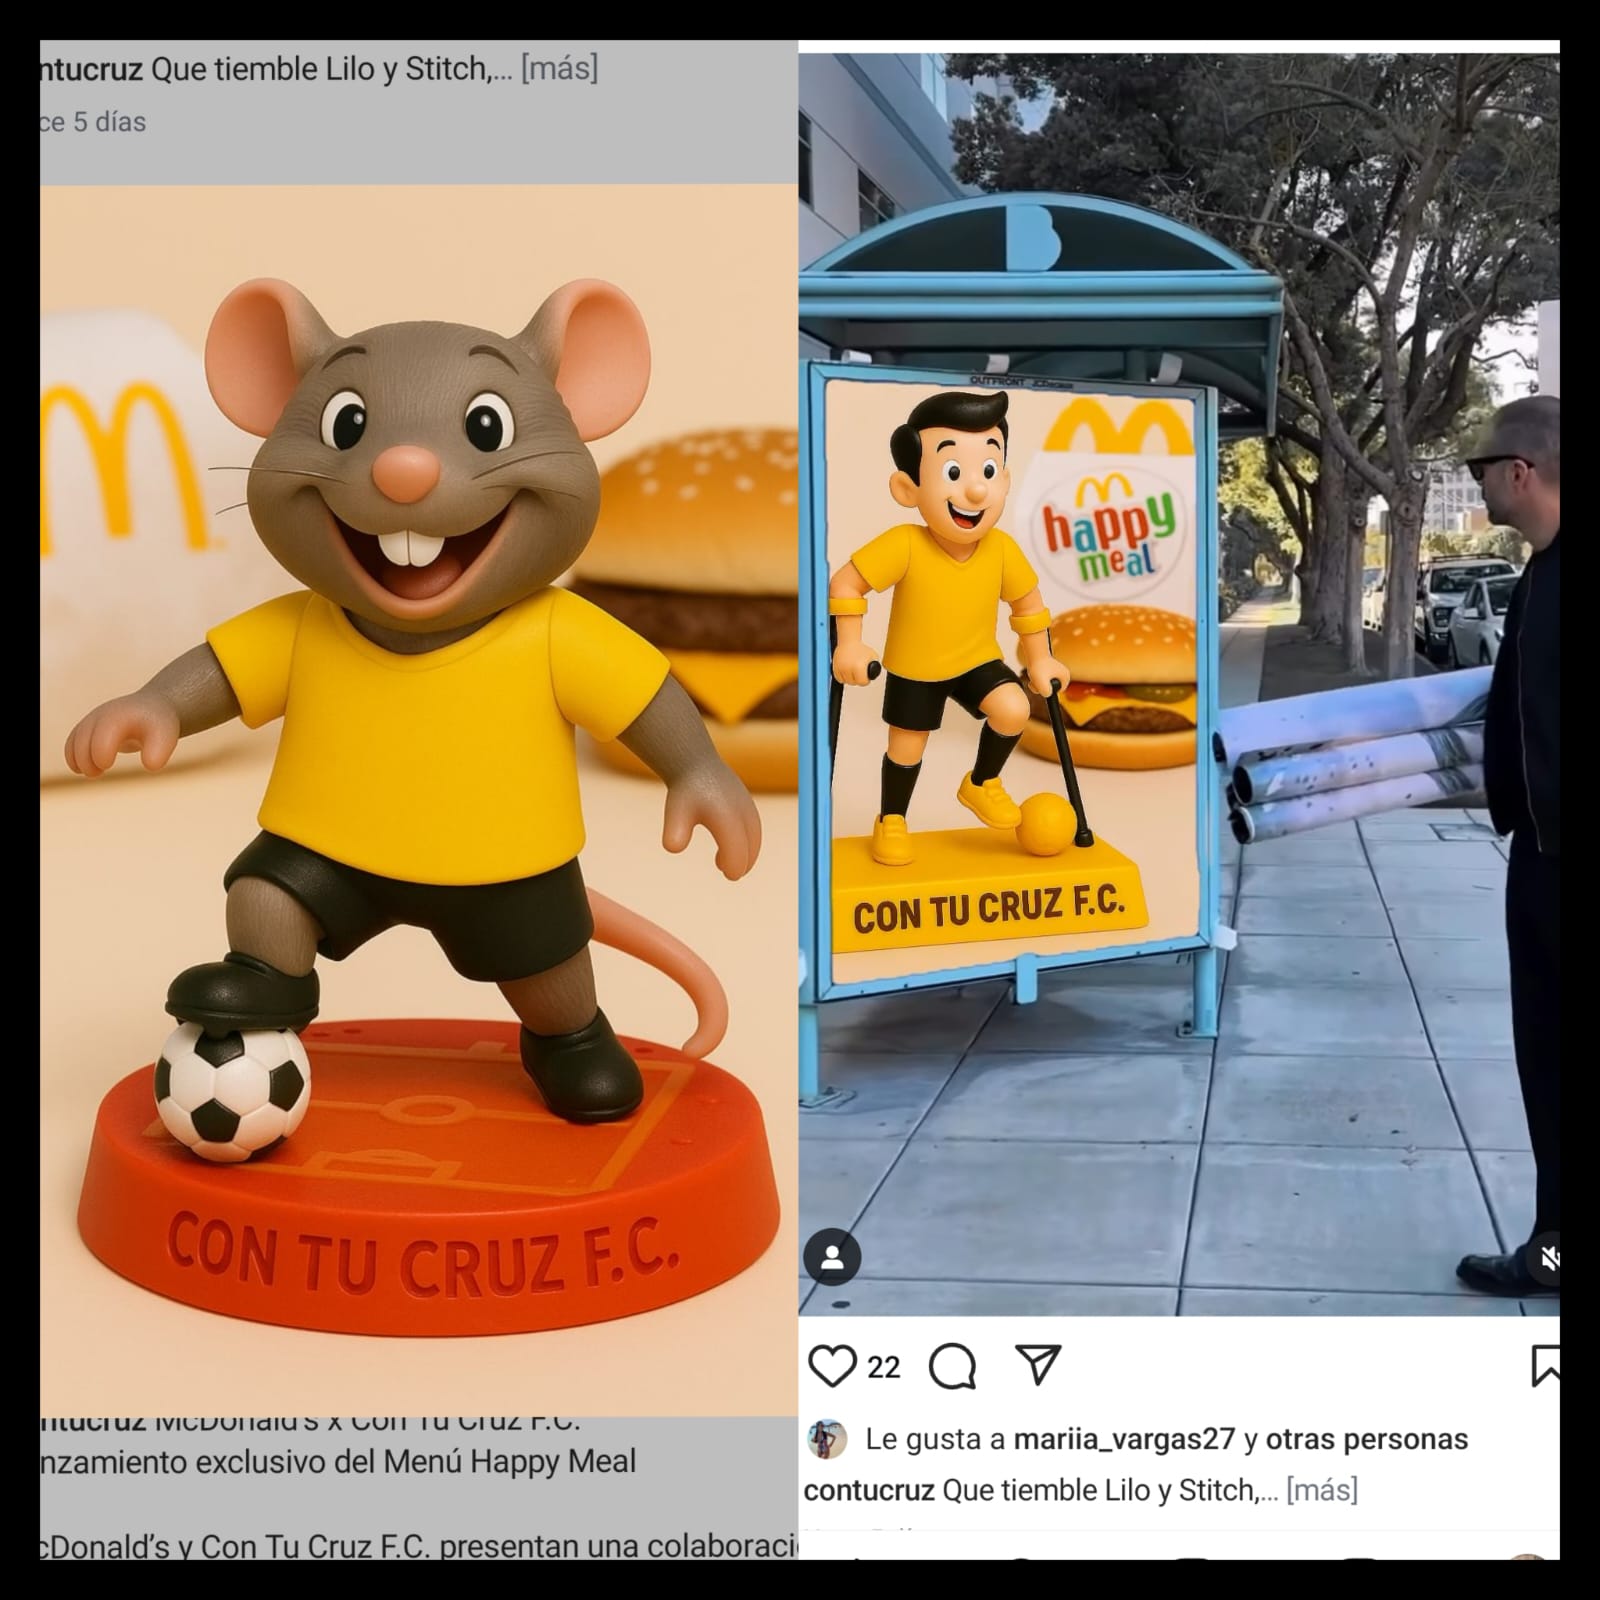 ntucruz Que tiemble Lilo y Stitch,... [más]
ce 5 días
CON TU CRUZ F.C.
ntucruz McDonald's x Con Tu Cruz F.C.
nzamiento exclusivo del Menú Happy Meal
cDonald's y Con Tu Cruz F.C. presentan una colaboraci
OUTFRONT JCDecaux
happy
meal
CON TU CRUZ F.C.
22
Le gusta a mariia_vargas27 y otras personas
contucruz Que tiemble Lilo y Stitch,... [más]